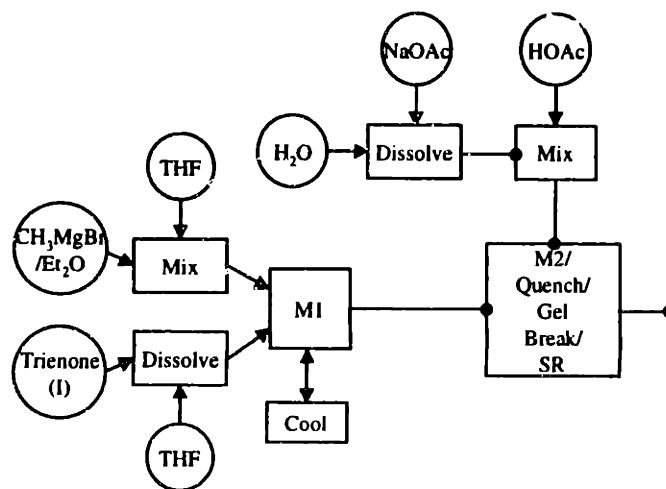 NaOAc
HOAc
H₂O
Dissolve
Mix
THF
CH₃MgBr
/Et₂O
Mix
M1
M2/
Quench/
Gel
Break/
SR
Trienone
(I)
Dissolve
Cool
THF